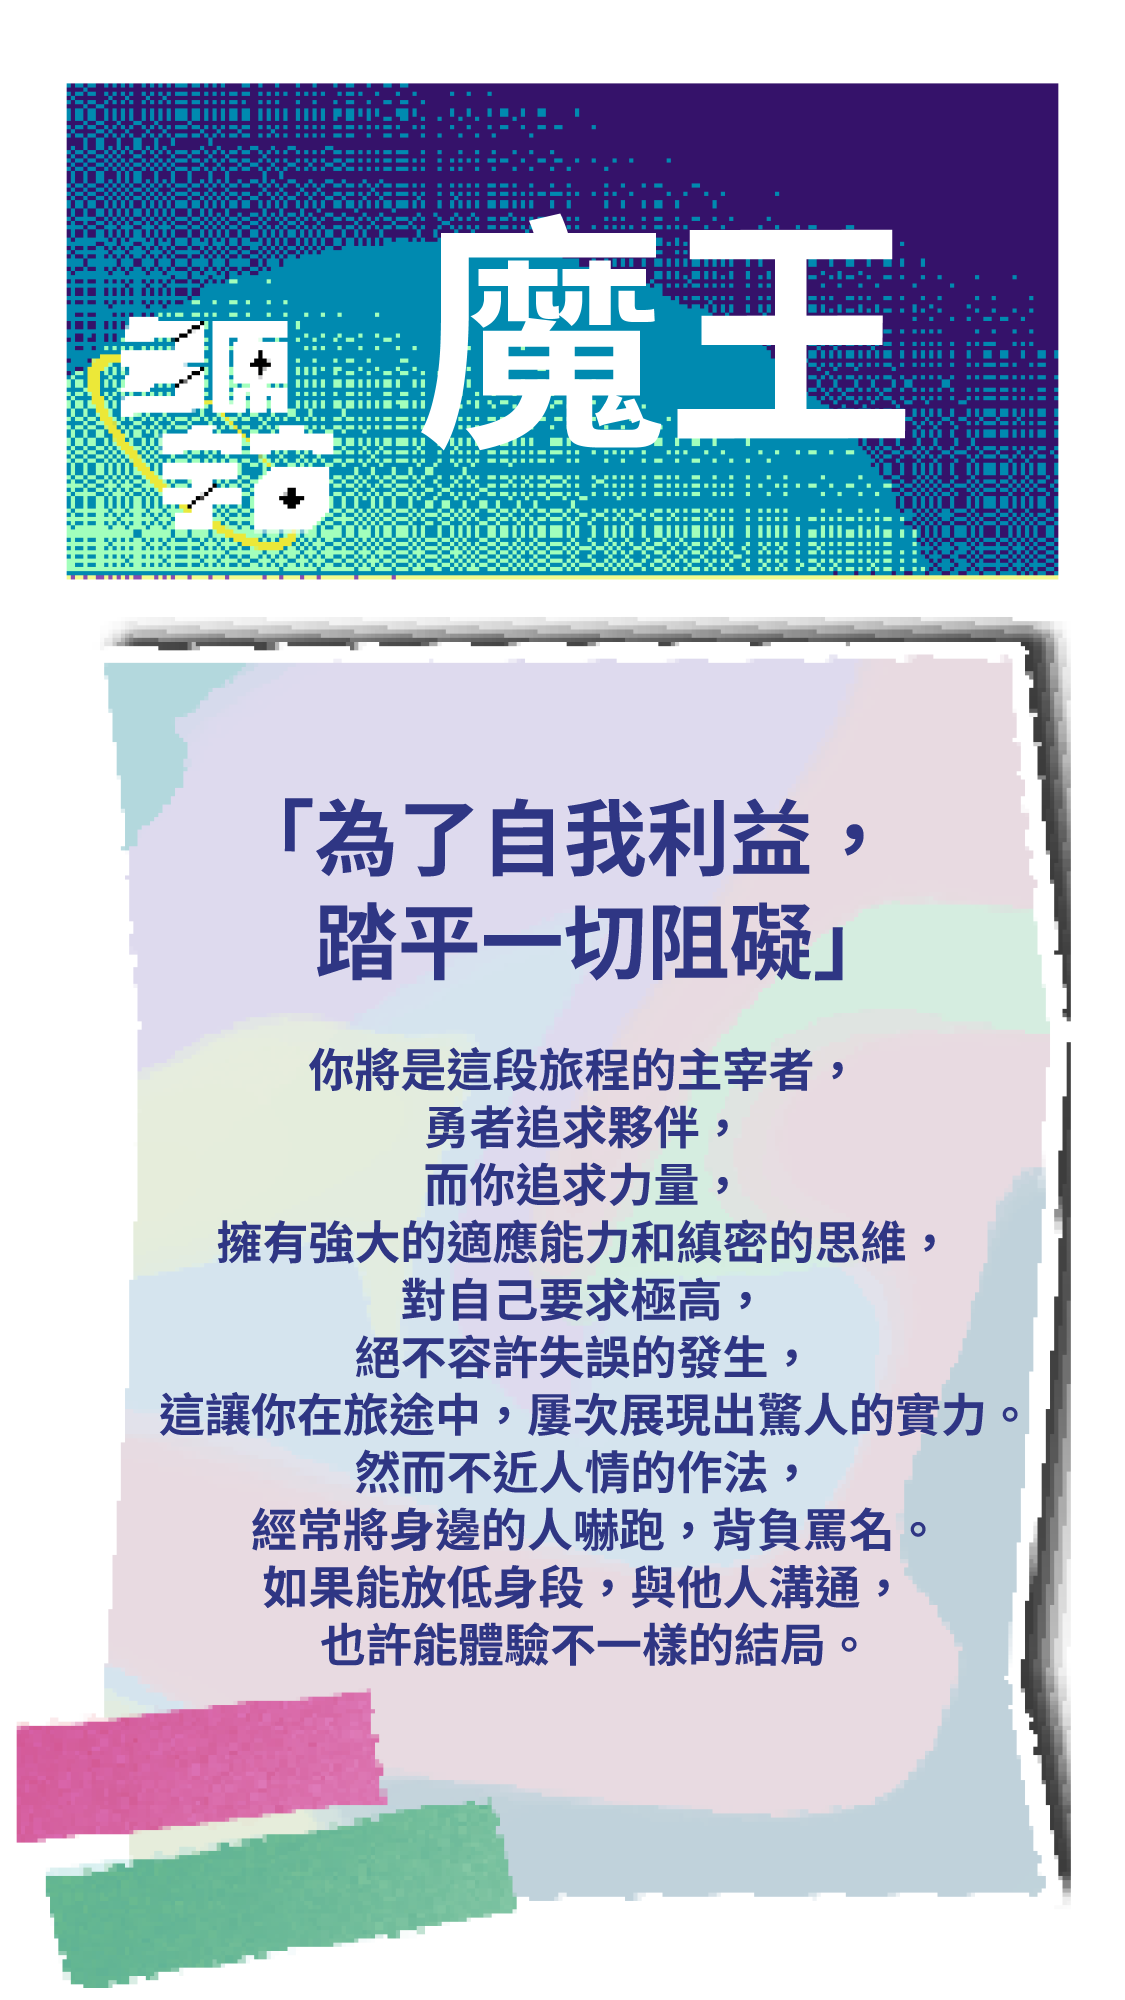 魔王
「為了自我利益，
踏平一切阻礙」
你將是這段旅程的主宰者，
勇者追求夥伴，
而你追求力量，
擁有強大的適應能力和縝密的思維，
對自己要求極高，
絕不容許失誤的發生，
這讓你在旅途中，屢次展現出驚人的實力。
然而不近人情的作法，
經常將身邊的人嚇跑，背負罵名。
如果能放低身段，與他人溝通，
也許能體驗不一樣的結局。